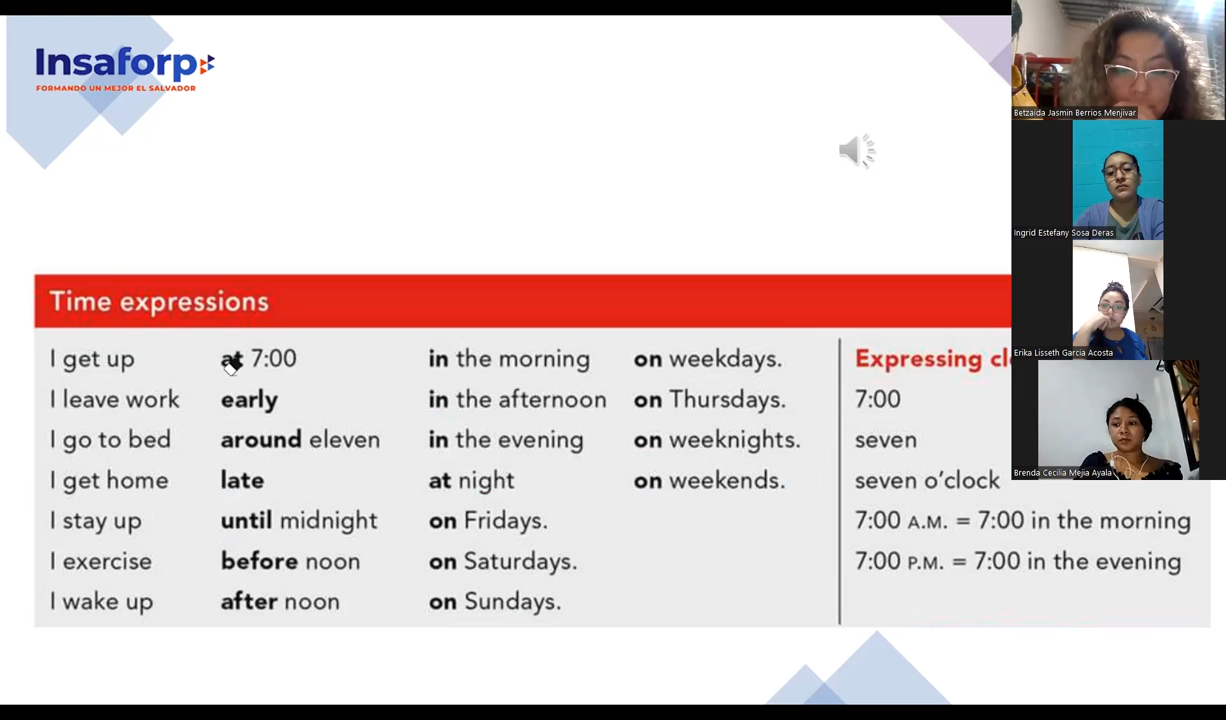 Insaforp
FORMANDO UN MEJOR EL SALVADOR
Time expressions
I get up at 7:00 in the morning on weekdays.
I leave work early in the afternoon on Thursdays.
I go to bed around eleven in the evening on weeknights.
I get home late at night on weekends.
I stay up until midnight on Fridays.
I exercise before noon on Saturdays.
I wake up after noon on Sundays.
Expressing
7:00
seven
seven o'clock
7:00 A.M. = 7:00 in the morning
7:00 P.M. = 7:00 in the evening
Betzaida Jasmin Berrios Menjivar
Ingrid Estefany Sosa Deras
Erika Lisseth Garcia Acosta
Brenda Cecilia Mejia Ayala